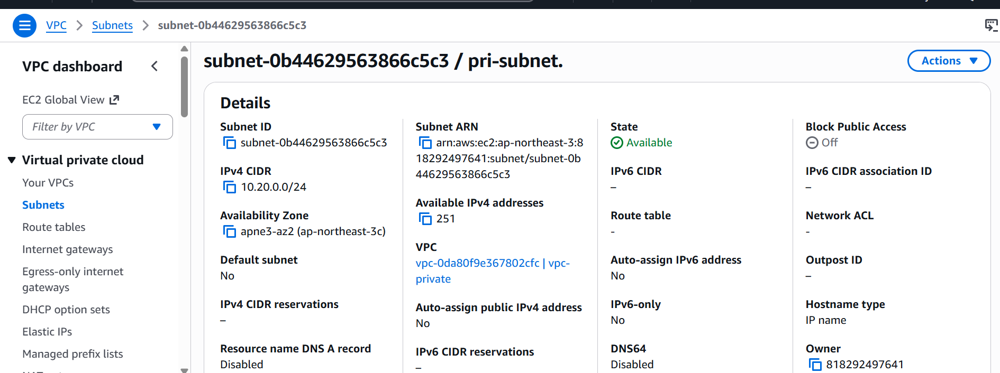 VPC > Subnets > subnet-0b44629563866c5c3
VPC dashboard
EC2 Global View
Filter by VPC
Virtual private cloud
Your VPCs
Subnets
Route tables
Internet gateways
Egress-only internet
gateways
DHCP option sets
Elastic IPs
Managed prefix lists
subnet-0b44629563866c5c3 / pri-subnet.
Actions
Details
Subnet ID
subnet-0b44629563866c5c3
IPv4 CIDR
10.20.0.0/24
Availability Zone
apne3-az2 (ap-northeast-3c)
Default subnet
No
IPv4 CIDR reservations
–
Resource name DNS A record
Disabled
Subnet ARN
arn:aws:ec2:ap-northeast-3:8
18292497641:subnet/subnet-0b
44629563866c5c3
Available IPv4 addresses
251
VPC
vpc-0da80f9e367802cfc | vpc-
private
Auto-assign public IPv4 address
No
IPv6 CIDR reservations
–
State
Available
IPv6 CIDR
–
Route table
-
Auto-assign IPv6 address
No
IPv6-only
No
DNS64
Disabled
Block Public Access
Off
IPv6 CIDR association ID
–
Network ACL
-
Outpost ID
–
Hostname type
IP name
Owner
818292497641